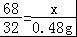 68/32 = x/0.48g